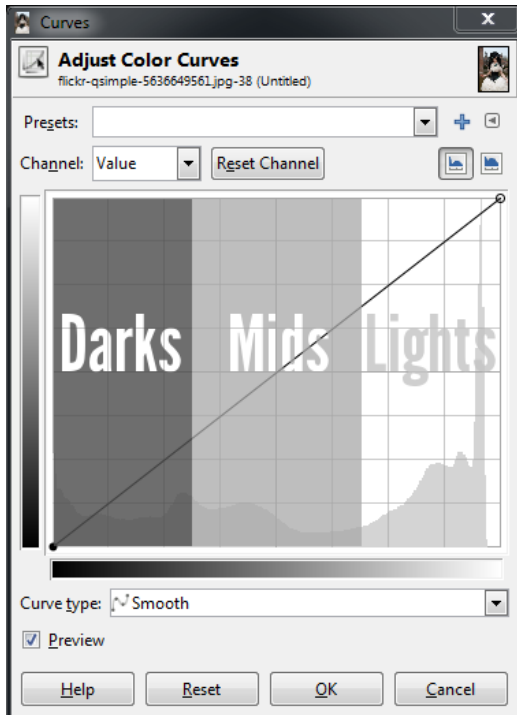 Curves
Adjust Color Curves
flickr-qsimple-5636649561.jpg-38 (Untitled)
Presets:
Channel: Value Reset Channel
Darks Mids Lights
Curve type: Smooth
Preview
Help Reset OK Cancel